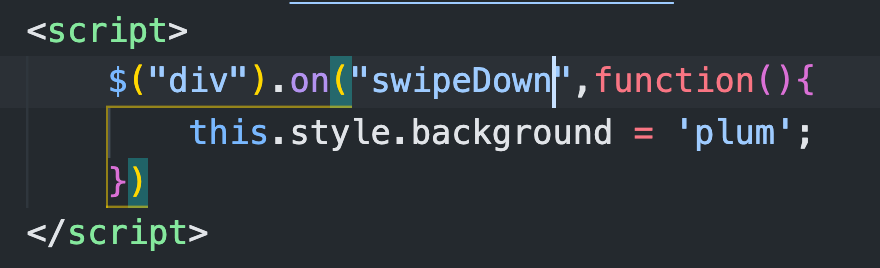 <script>
$("div").on("swipeDown",function(){
this.style.background = 'plum';
})
</script>